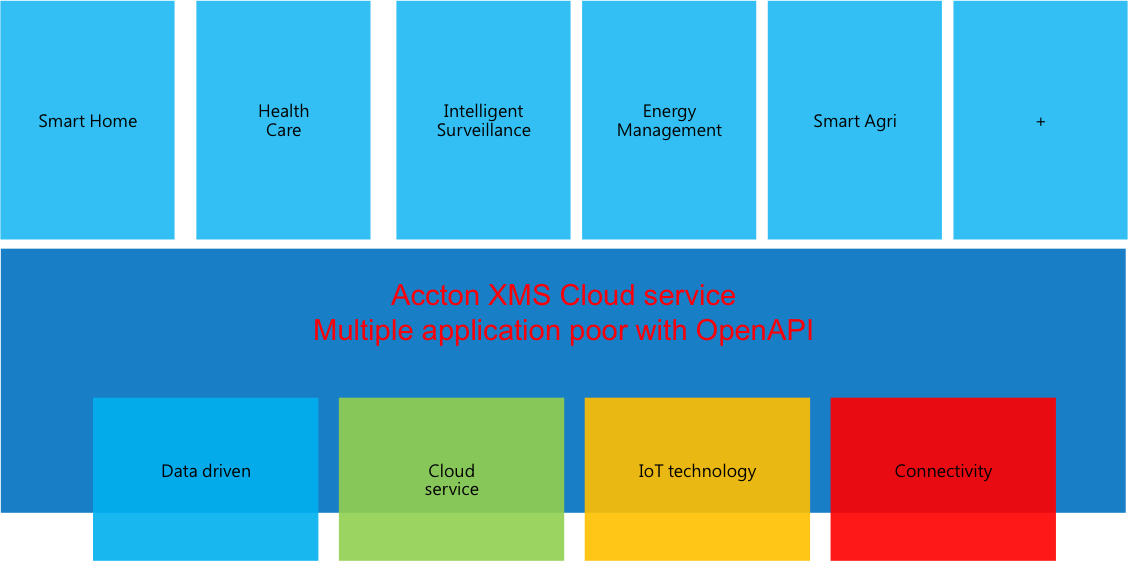 Smart Home
Health
Care
Intelligent
Surveillance
Energy
Management
Smart Agri
+
Accton XMS Cloud service
Multiple application poor with OpenAPI
Data driven
Cloud
service
IoT technology
Connectivity